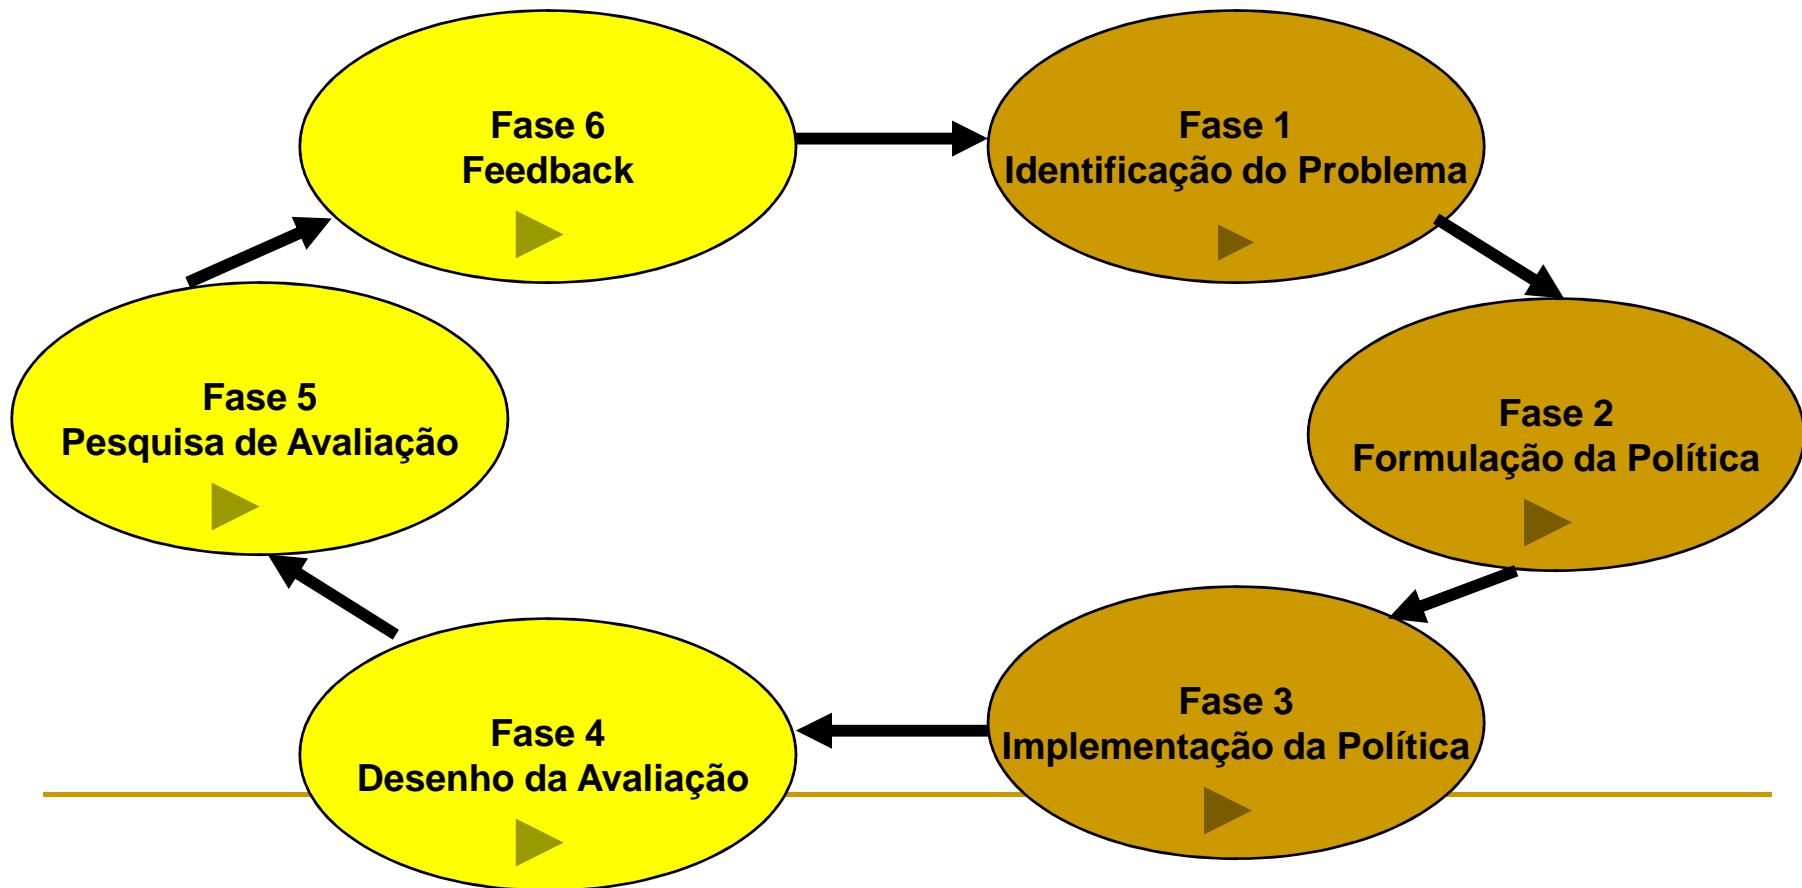 Fase 6
Feedback
Fase 1
Identificação do Problema
Fase 5
Pesquisa de Avaliação
Fase 2
Formulação da Política
Fase 4
Desenho da Avaliação
Fase 3
Implementação da Política